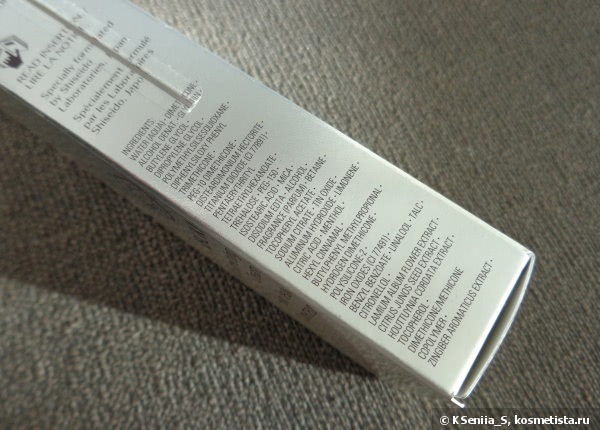 READ INSERT IN
LIRE LA NOTI
Specially formulated
by Shiseido
Laboratories, Japan
Spécialement formulé
par les Laboratoires
Shiseido, Japon
INGREDIENTS:
WATER (AQUA)· DIMETHICONE·
ALCOHOL DENAT.· GLYCERIN·
BUTYLENE GLYCOL·
DIPROPYLENE GLYCOL·
POLYMETHYLSILSESQUIOXANE·
DIPHENYLSILOXY PHENYL
TRIMETHICONE·
PEG-10 DIMETHICONE·
DISTEARDIMONIUM HECTORITE·
TITANIUM DIOXIDE (CI 77891)·
PENTAERYTHRITYL
TETRAETHYLHEXANOATE·
TREHALOSE· PEG-150·
ISOSTEARIC ACID· MICA·
DISODIUM EDTA· ALCOHOL·
FRAGRANCE (PARFUM)· BETAINE·
TOCOPHERYL ACETATE·
SODIUM CITRATE· TIN OXIDE·
ALUMINUM HYDROXIDE· LIMONENE·
CITRIC ACID· MENTHOL·
HEXYL CINNAMAL·
BUTYLPHENYL METHYLPROPIONAL·
HYDROGEN DIMETHICONE·
POLYSILICONE-2·
IRON OXIDES (CI 77491)·
BENZYL BENZOATE· LINALOOL· TALC·
CITRONELLOL·
LAMIUM ALBUM FLOWER EXTRACT·
CITRUS JUNOS SEED EXTRACT·
HOUTTUYNIA CORDATA EXTRACT·
TOCOPHEROL·
DIMETHICONE/METHICONE
COPOLYMER·
ZINGIBER AROMATICUS EXTRACT·
© KSeniia_S, kosmetista.ru